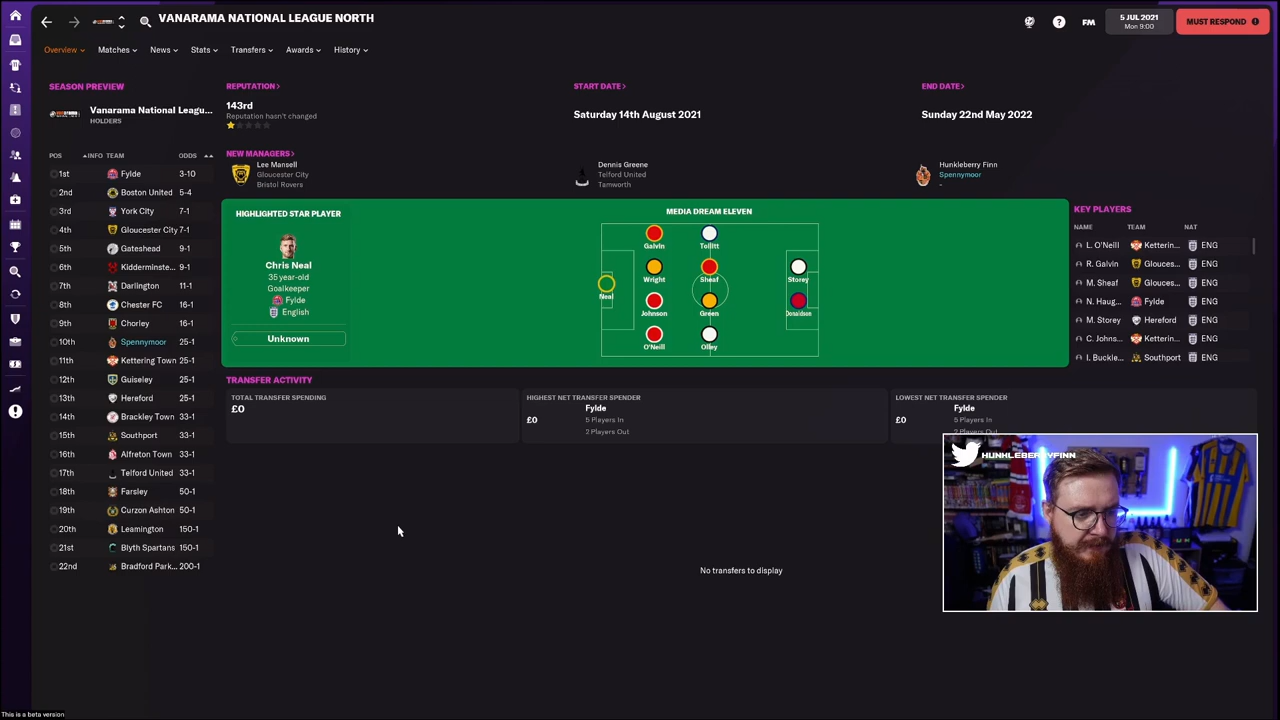 VANARAMA NATIONAL LEAGUE NORTH
FM
5 JUL 2021
Mon 9:00
MUST RESPOND
Overview
Matches
News
Stats
Transfers
Awards
History
SEASON PREVIEW
Vanarama National Leagu...
HOLDERS
POS INFO TEAM ODDS
1st Fylde 3-10
2nd Boston United 5-4
3rd York City 7-1
4th Gloucester City 7-1
5th Gateshead 9-1
6th Kidderminste... 9-1
7th Darlington 11-1
8th Chester FC 16-1
9th Chorley 16-1
10th Spennymoor 25-1
11th Kettering Town 25-1
12th Guiseley 25-1
13th Hereford 25-1
14th Brackley Town 33-1
15th Southport 33-1
16th Alfreton Town 33-1
17th Telford United 33-1
18th Farsley 50-1
19th Curzon Ashton 50-1
20th Leamington 150-1
21st Blyth Spartans 150-1
22nd Bradford Park... 200-1
REPUTATION
143rd
Reputation hasn't changed
START DATE
Saturday 14th August 2021
END DATE
Sunday 22nd May 2022
NEW MANAGERS
Lee Mansell
Gloucester City
Bristol Rovers
Dennis Greene
Telford United
Tamworth
Hunkleberry Finn
Spennymoor
-
HIGHLIGHTED STAR PLAYER
Chris Neal
35 year-old
Goalkeeper
Fylde
English
Unknown
MEDIA DREAM ELEVEN
Galvin
Tollitt
Wright
Sheaf
Storey
Neal
Johnson
Green
Donaldson
O'Neill
Olley
KEY PLAYERS
NAME TEAM NAT
L. O'Neill Ketterin... ENG
R. Galvin Glouces... ENG
M. Sheaf Glouces... ENG
N. Haug... Fylde ENG
M. Storey Hereford ENG
C. Johns... Ketterin... ENG
I. Buckle... Southport ENG
TRANSFER ACTIVITY
TOTAL TRANSFER SPENDING
£0
HIGHEST NET TRANSFER SPENDER
£0
Fylde
5 Players In
2 Players Out
LOWEST NET TRANSFER SPENDER
£0
Fylde
5 Players In
2 Players Out
No transfers to display
HUNKLEBERRYFINN
This is a beta version